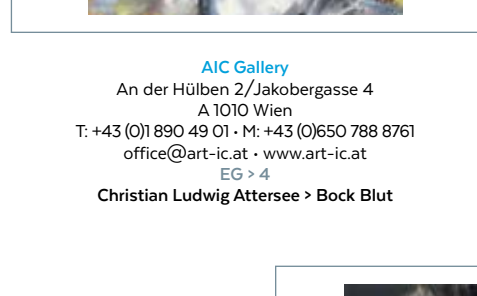 AIC Gallery
An der Hülben 2/Jakobergasse 4
A 1010 Wien
T: +43 (0)1 890 49 01 • M: +43 (0)650 788 8761
office@art-ic.at • www.art-ic.at
EG > 4
Christian Ludwig Attersee > Bock Blut